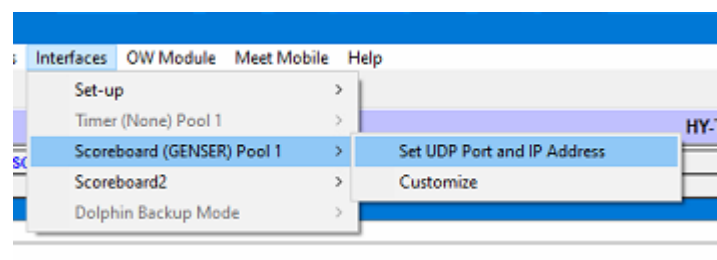 Interfaces OW Module Meet Mobile Help
Set-up
Timer (None) Pool 1
HY-
Scoreboard (GENSER) Pool 1
Set UDP Port and IP Address
Scoreboard2
Customize
Dolphin Backup Mode